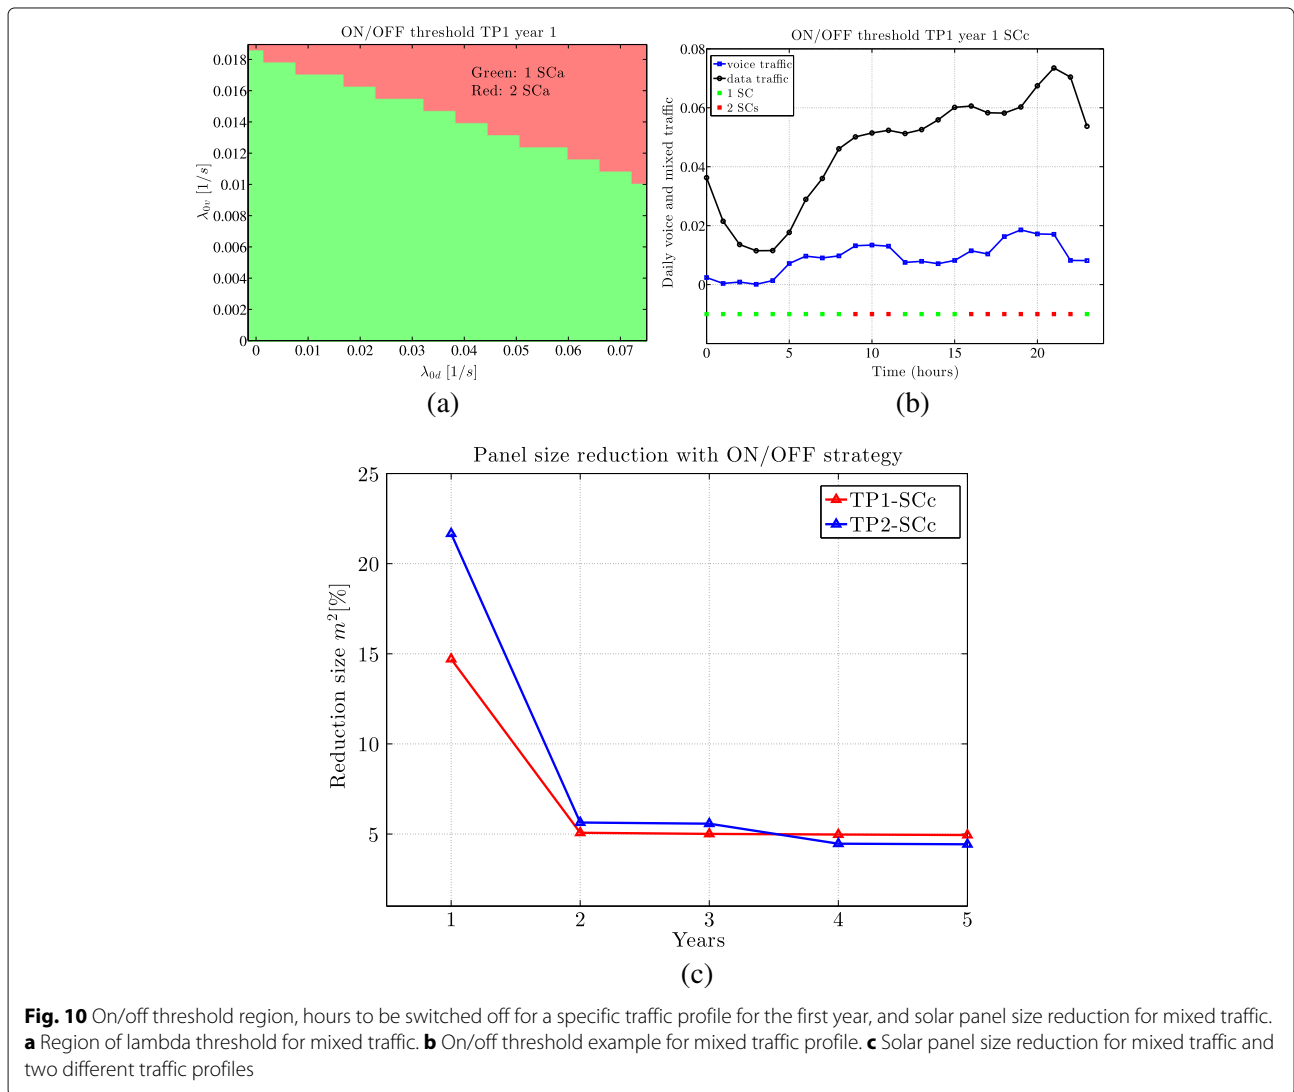 ON/OFF threshold TP1 year 1
Green: 1 SCa
Red: 2 SCa
0.018
0.016
0.014
0.012
0.01
0.008
0.006
0.004
0.002
0
λ0v [1/s]
0 0.01 0.02 0.03 0.04 0.05 0.06 0.07
λ0d [1/s]
(a)
ON/OFF threshold TP1 year 1 SCc
voice traffic
data traffic
1 SC
2 SCs
0.08
0.06
0.04
0.02
0
Daily voice and mixed traffic
0 5 10 15 20
Time (hours)
(b)
Panel size reduction with ON/OFF strategy
TP1-SCc
TP2-SCc
25
20
15
10
5
Reduction size m²[%]
1 2 3 4 5
Years
(c)
Fig. 10 On/off threshold region, hours to be switched off for a specific traffic profile for the first year, and solar panel size reduction for mixed traffic.
a Region of lambda threshold for mixed traffic. b On/off threshold example for mixed traffic profile. c Solar panel size reduction for mixed traffic and
two different traffic profiles